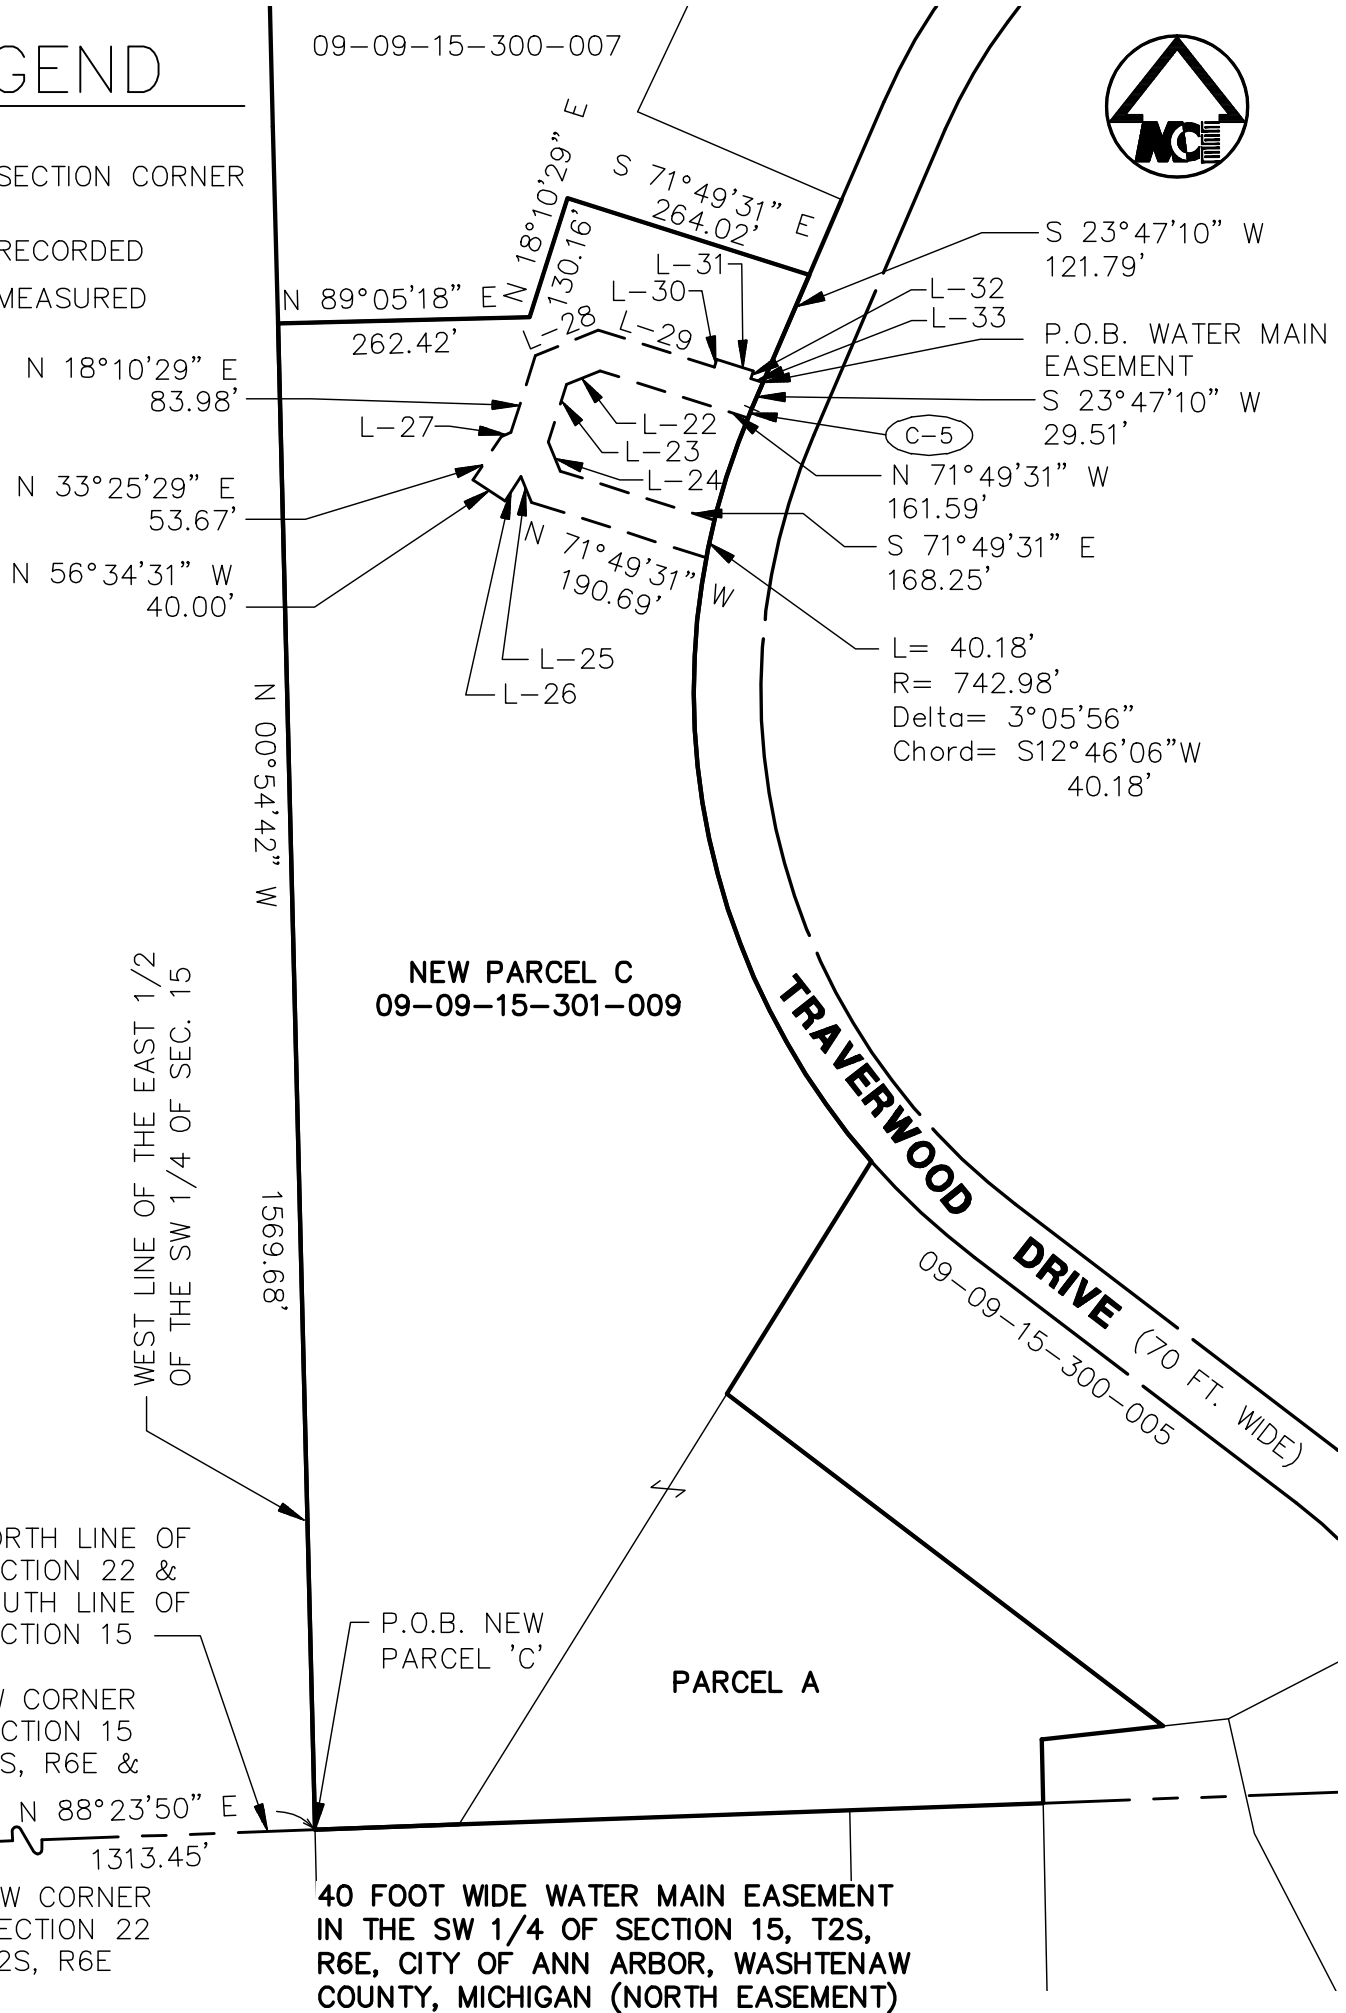 GEND
09-09-15-300-007
SECTION CORNER
RECORDED
MEASURED
N 18°10'29" E
130.16'
S 71°49'31" E
264.02'
N 89°05'18" E
262.42'
S 23°47'10" W
121.79'
L-31
L-30
L-28
L-29
L-32
L-33
P.O.B. WATER MAIN
EASEMENT
S 23°47'10" W
29.51'
N 18°10'29" E
83.98'
L-27
L-22
L-23
L-24
C-5
N 71°49'31" W
161.59'
N 33°25'29" E
53.67'
S 71°49'31" E
168.25'
N 56°34'31" W
40.00'
N 71°49'31" W
190.69'
L-25
L-26
L= 40.18'
R= 742.98'
Delta= 3°05'56"
Chord= S12°46'06"W
40.18'
N 00°54'42" W
1569.68'
NEW PARCEL C
09-09-15-301-009
WEST LINE OF THE EAST 1/2
OF THE SW 1/4 OF SEC. 15
TRAVERWOOD DRIVE (70 FT. WIDE)
09-09-15-300-005
ORTH LINE OF
CTION 22 &
UTH LINE OF
CTION 15
P.O.B. NEW
PARCEL 'C'
PARCEL A
W CORNER
CTION 15
S, R6E &
N 88°23'50" E
1313.45'
W CORNER
ECTION 22
2S, R6E
40 FOOT WIDE WATER MAIN EASEMENT
IN THE SW 1/4 OF SECTION 15, T2S,
R6E, CITY OF ANN ARBOR, WASHTENAW
COUNTY, MICHIGAN (NORTH EASEMENT)